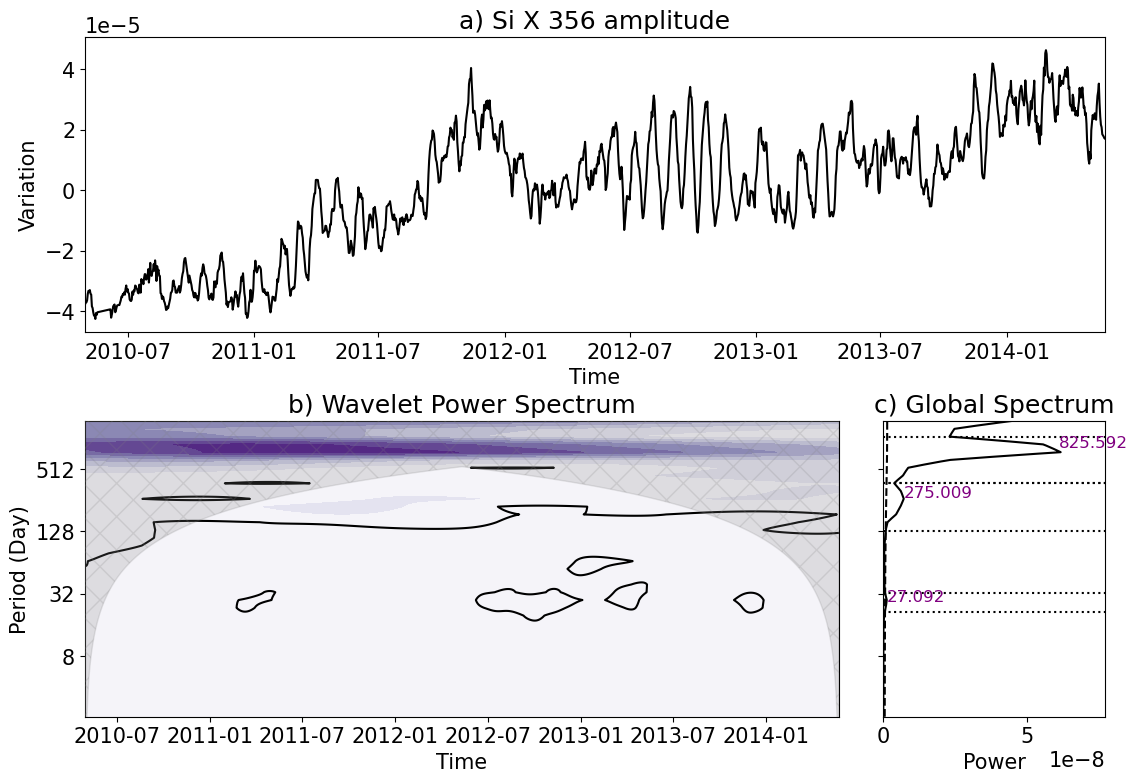 a) Si X 356 amplitude
1e−5
4
2
0
−2
−4
Variation
2010-07 2011-01 2011-07 2012-01 2012-07 2013-01 2013-07 2014-01
Time
b) Wavelet Power Spectrum
512
128
32
8
Period (Day)
2010-07 2011-01 2011-07 2012-01 2012-07 2013-01 2013-07 2014-01
Time
c) Global Spectrum
825.592
275.009
27.092
0 5
Power 1e−8